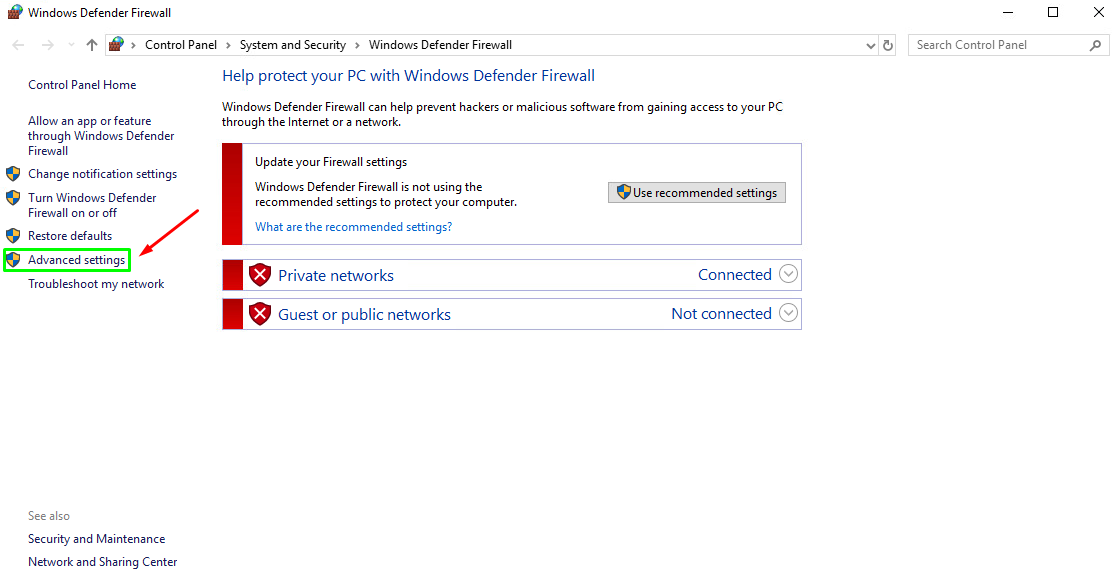 Windows Defender Firewall
Control Panel > System and Security > Windows Defender Firewall
Search Control Panel
Control Panel Home
Allow an app or feature
through Windows Defender
Firewall
Change notification settings
Turn Windows Defender
Firewall on or off
Restore defaults
Advanced settings
Troubleshoot my network
Help protect your PC with Windows Defender Firewall
Windows Defender Firewall can help prevent hackers or malicious software from gaining access to your PC
through the Internet or a network.
Update your Firewall settings
Windows Defender Firewall is not using the
recommended settings to protect your computer.
Use recommended settings
What are the recommended settings?
Private networks Connected
Guest or public networks Not connected
See also
Security and Maintenance
Network and Sharing Center